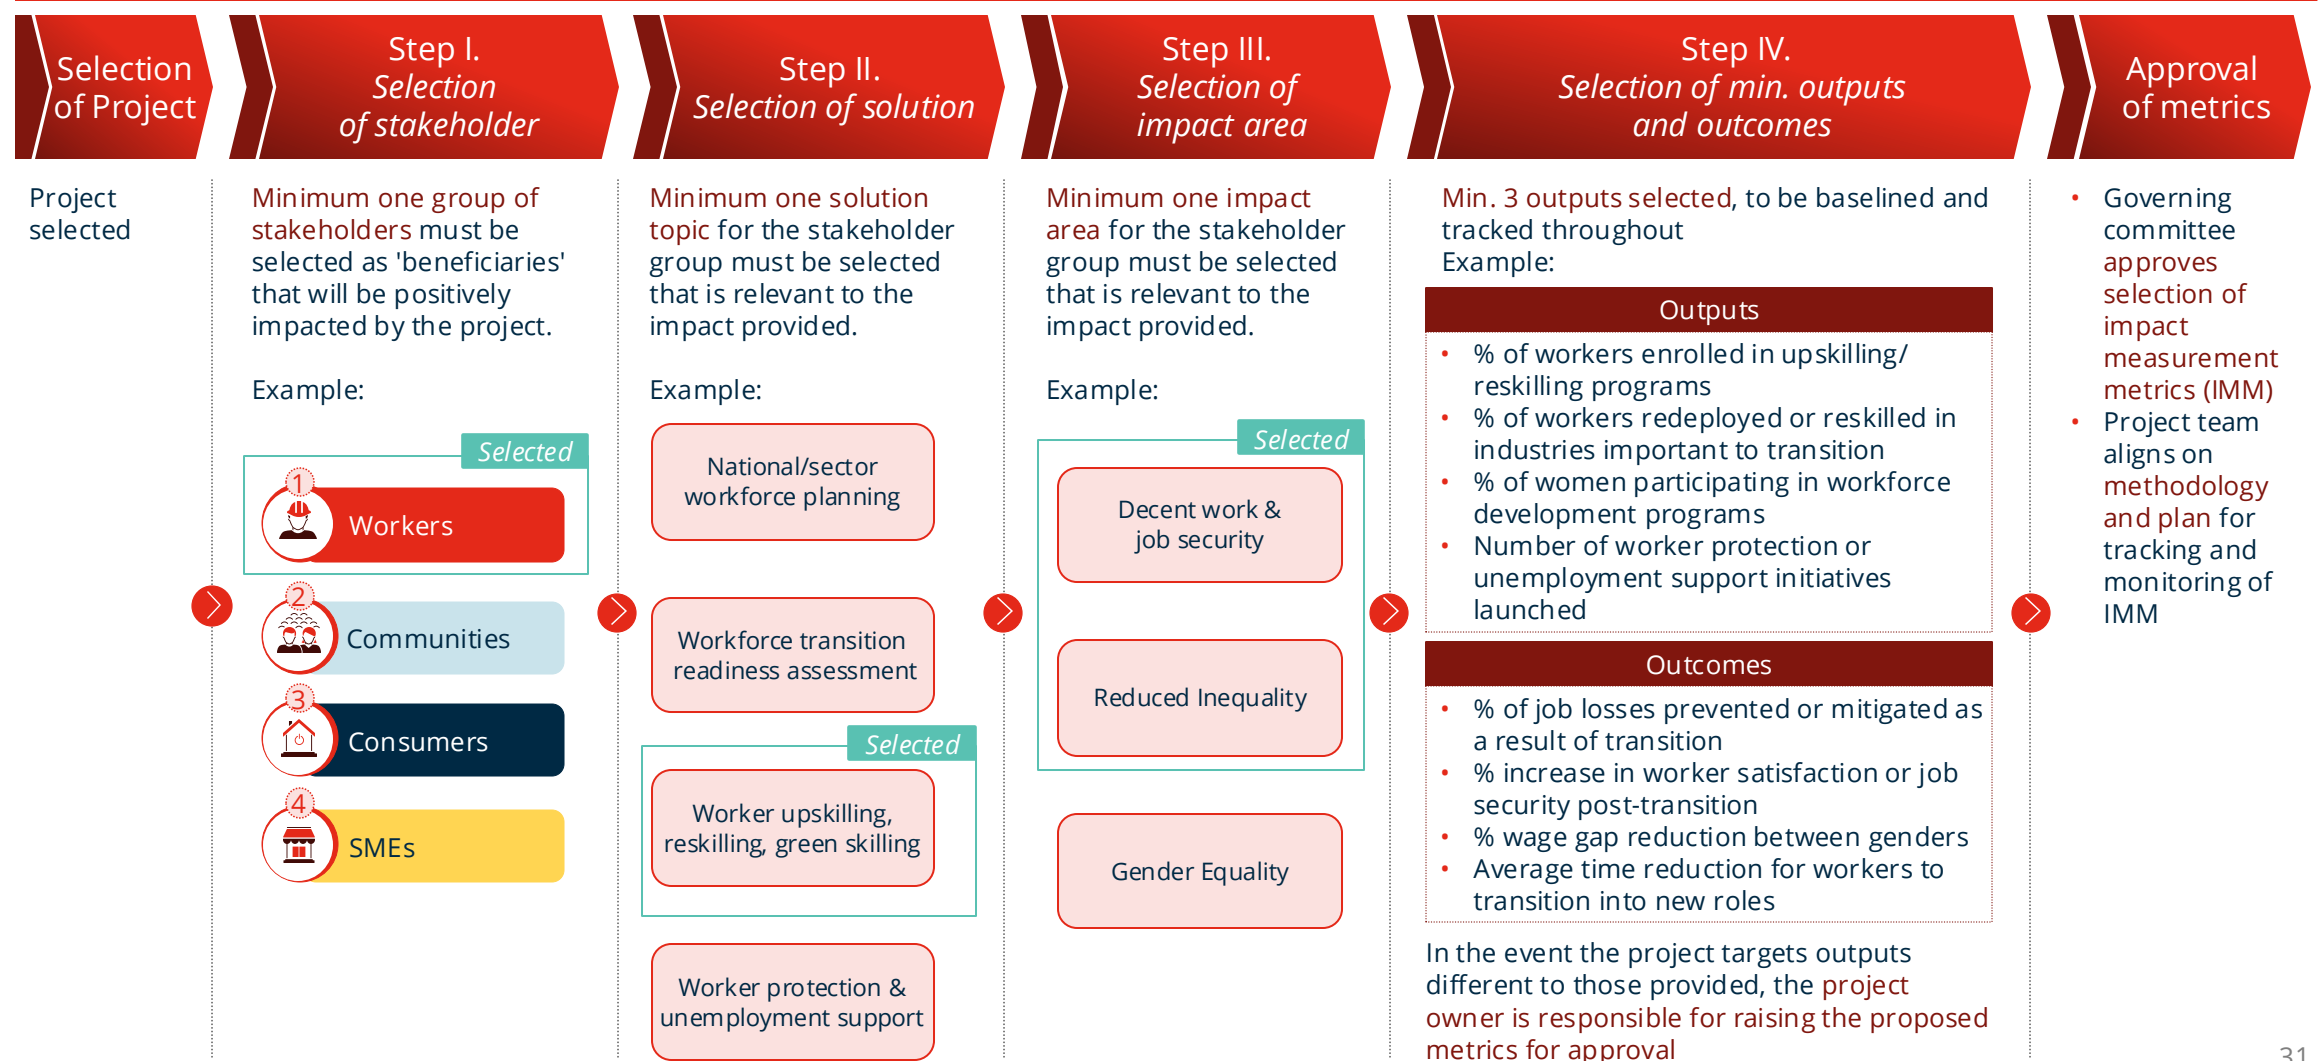 Selection
of Project
Step I.
Selection
of stakeholder
Step II.
Selection of solution
Step III.
Selection of
impact area
Step IV.
Selection of min. outputs
and outcomes
Approval
of metrics
Project
selected
Minimum one group of
stakeholders must be
selected as 'beneficiaries'
that will be positively
impacted by the project.
Example:
Selected
1
Workers
2
Communities
3
Consumers
4
SMEs
Minimum one solution
topic for the stakeholder
group must be selected
that is relevant to the
impact provided.
Example:
National/sector
workforce planning
Workforce transition
readiness assessment
Selected
Worker upskilling,
reskilling, green skilling
Worker protection &
unemployment support
Minimum one impact
area for the stakeholder
group must be selected
that is relevant to the
impact provided.
Example:
Selected
Decent work &
job security
Reduced Inequality
Gender Equality
Min. 3 outputs selected, to be baselined and
tracked throughout
Example:
Outputs
• % of workers enrolled in upskilling/
reskilling programs
• % of workers redeployed or reskilled in
industries important to transition
• % of women participating in workforce
development programs
• Number of worker protection or
unemployment support initiatives
launched
Outcomes
• % of job losses prevented or mitigated as
a result of transition
• % increase in worker satisfaction or job
security post-transition
• % wage gap reduction between genders
• Average time reduction for workers to
transition into new roles
In the event the project targets outputs
different to those provided, the project
owner is responsible for raising the proposed
metrics for approval
• Governing
committee
approves
selection of
impact
measurement
metrics (IMM)
• Project team
aligns on
methodology
and plan for
tracking and
monitoring of
IMM
31